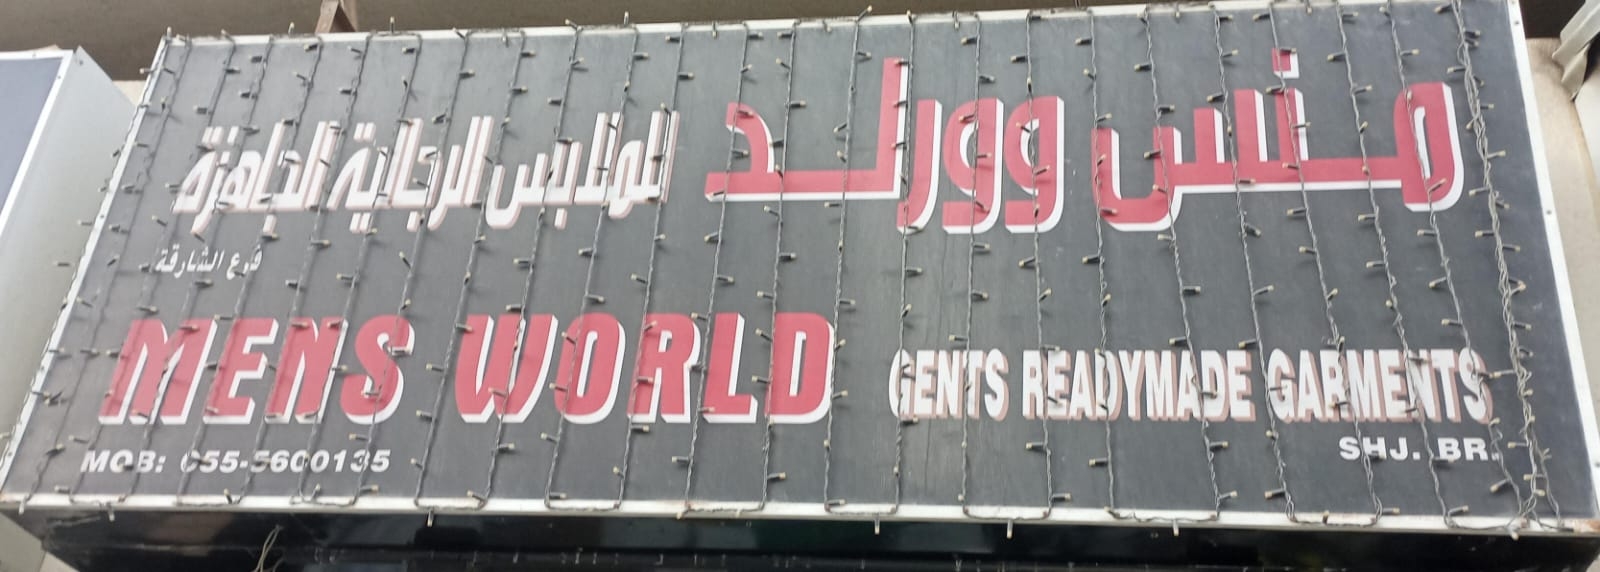 منس وورلد للملابس الرجالية الجاهزة
فرع الشارقة
MENS WORLD GENTS READYMADE GARMENTS
SHJ. BR.
MOB: 055-5600135